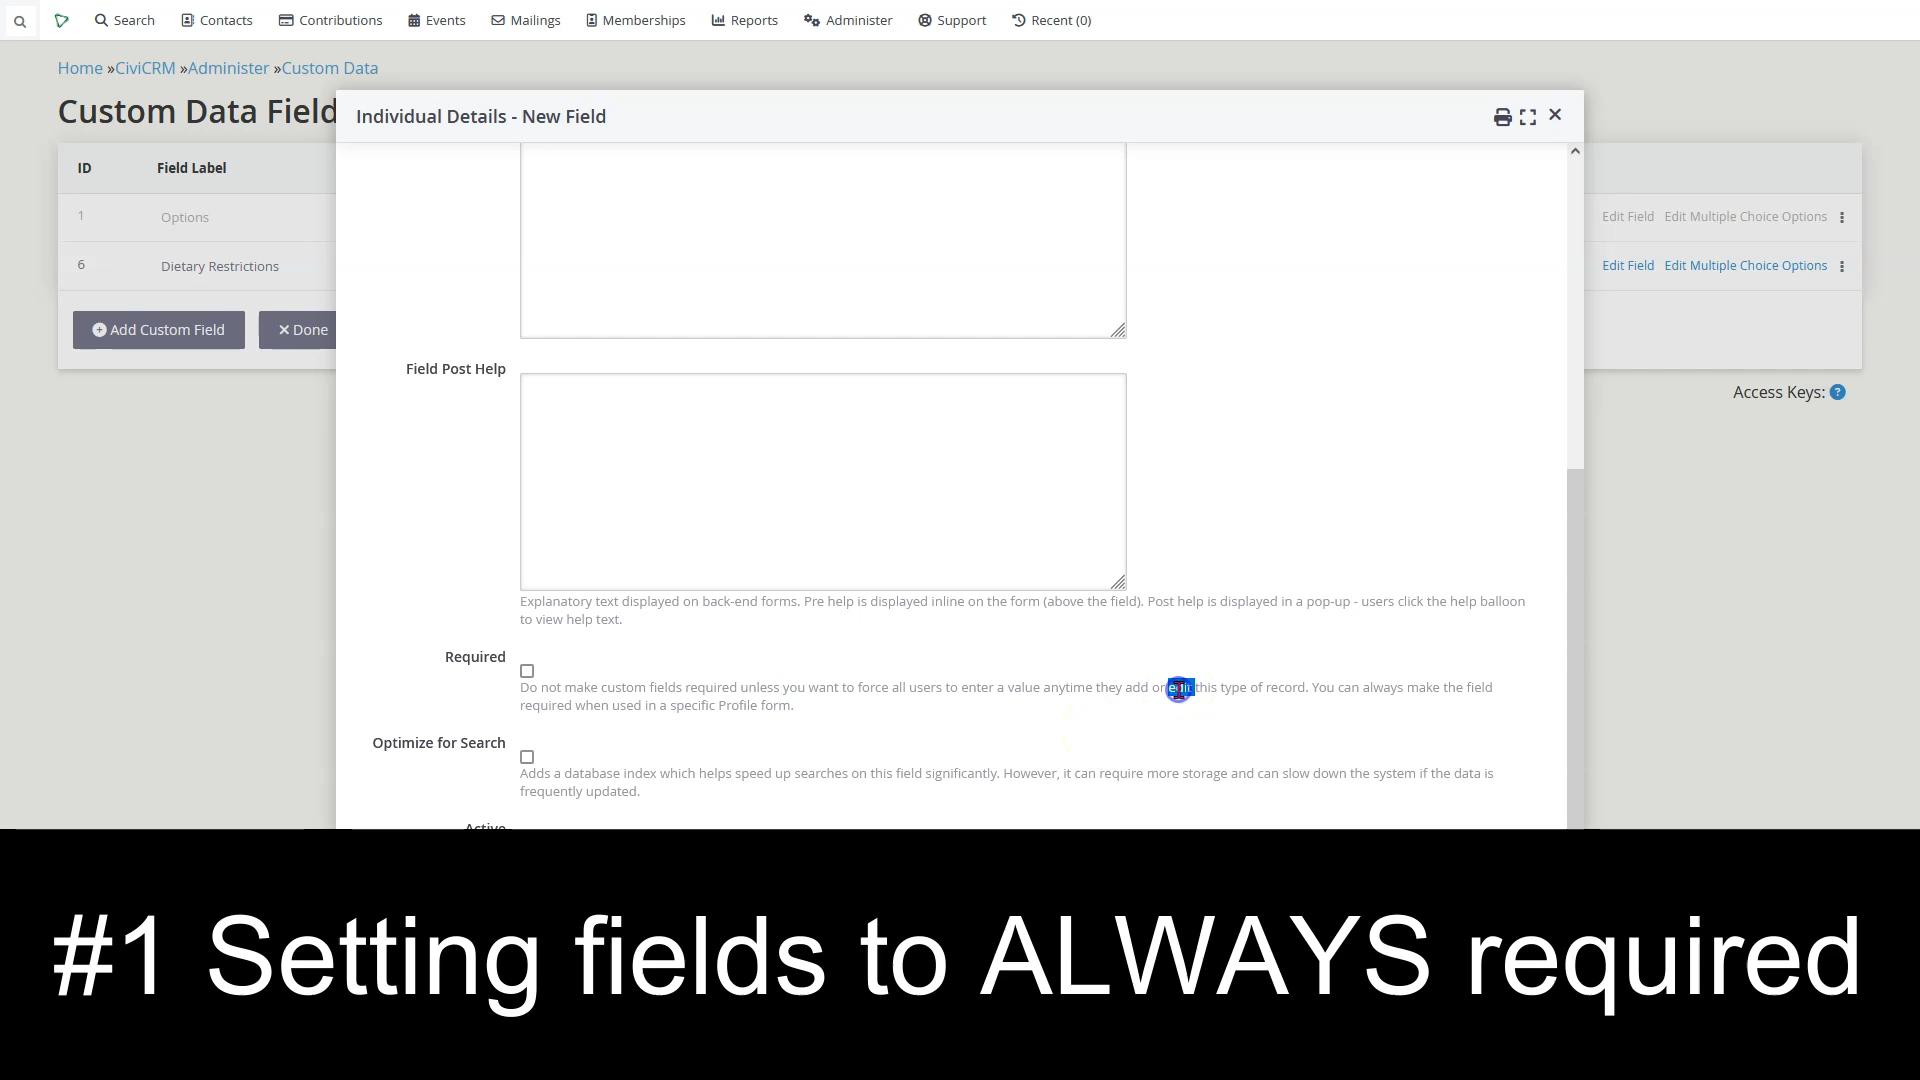 Search Contacts Contributions Events Mailings Memberships Reports Administer Support Recent (0)
Home »CiviCRM »Administer »Custom Data
Custom Data Field
Individual Details - New Field
ID Field Label
1 Options Edit Field Edit Multiple Choice Options
6 Dietary Restrictions Edit Field Edit Multiple Choice Options
Add Custom Field Done
Access Keys: ?
Field Post Help
Explanatory text displayed on back-end forms. Pre help is displayed inline on the form (above the field). Post help is displayed in a pop-up - users click the help balloon
to view help text.
Required
Do not make custom fields required unless you want to force all users to enter a value anytime they add or edit this type of record. You can always make the field
required when used in a specific Profile form.
Optimize for Search
Adds a database index which helps speed up searches on this field significantly. However, it can require more storage and can slow down the system if the data is
frequently updated.
Active
#1 Setting fields to ALWAYS required